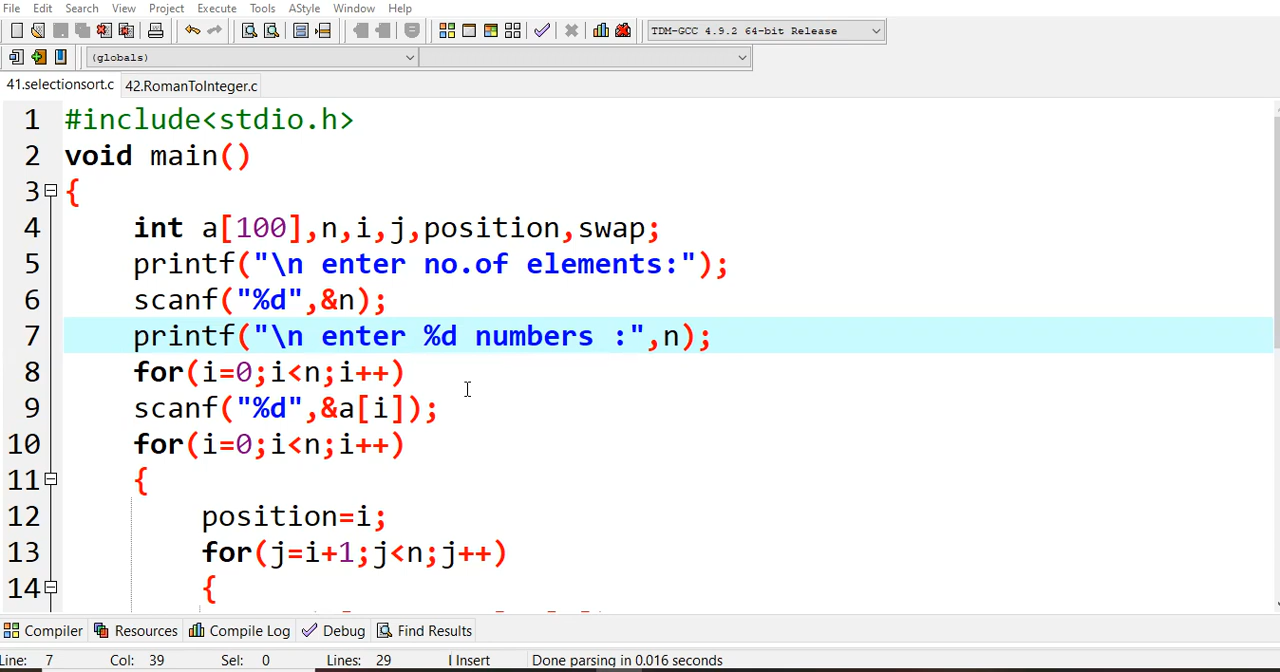 File Edit Search View Project Execute Tools AStyle Window Help
TDM-GCC 4.9.2 64-bit Release
(globals)
41.selectionsort.c 42.RomanToInteger.c
1 #include<stdio.h>
2 void main()
3 {
4 int a[100],n,i,j,position,swap;
5 printf("\n enter no.of elements:");
6 scanf("%d",&n);
7 printf("\n enter %d numbers :",n);
8 for(i=0;i<n;i++)
9 scanf("%d",&a[i]);
10 for(i=0;i<n;i++)
11 {
12 position=i;
13 for(j=i+1;j<n;j++)
14 {
Compiler Resources Compile Log Debug Find Results
Line: 7 Col: 39 Sel: 0 Lines: 29 Insert Done parsing in 0.016 seconds